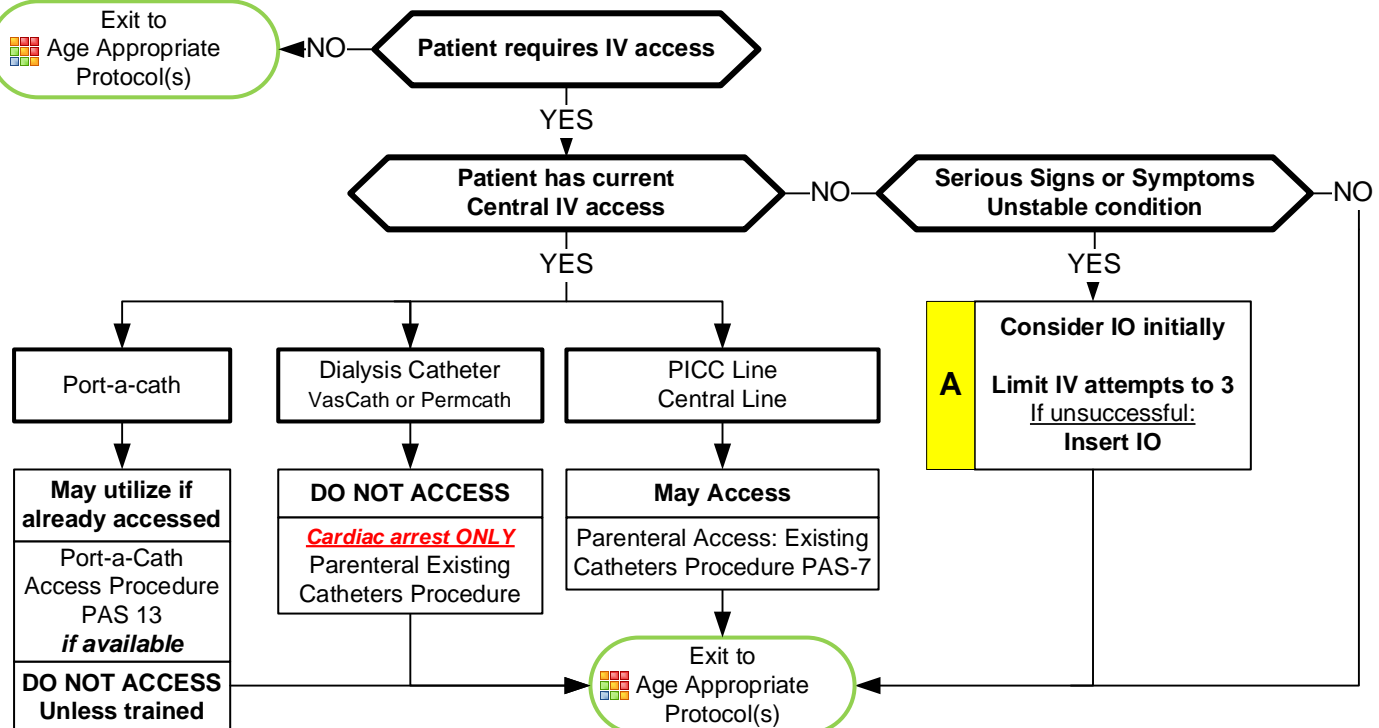 Exit to
Age Appropriate
Protocol(s)
NO
Patient requires IV access
YES
Patient has current
Central IV access
NO
Serious Signs or Symptoms
Unstable condition
NO
YES
YES
Port-a-cath
Dialysis Catheter
VasCath or Permcath
PICC Line
Central Line
A
Consider IO initially
Limit IV attempts to 3
If unsuccessful:
Insert IO
May utilize if
already accessed
Port-a-Cath
Access Procedure
PAS 13
if available
DO NOT ACCESS
Unless trained
DO NOT ACCESS
Cardiac arrest ONLY
Parenteral Existing
Catheters Procedure
May Access
Parenteral Access: Existing
Catheters Procedure PAS-7
Exit to
Age Appropriate
Protocol(s)